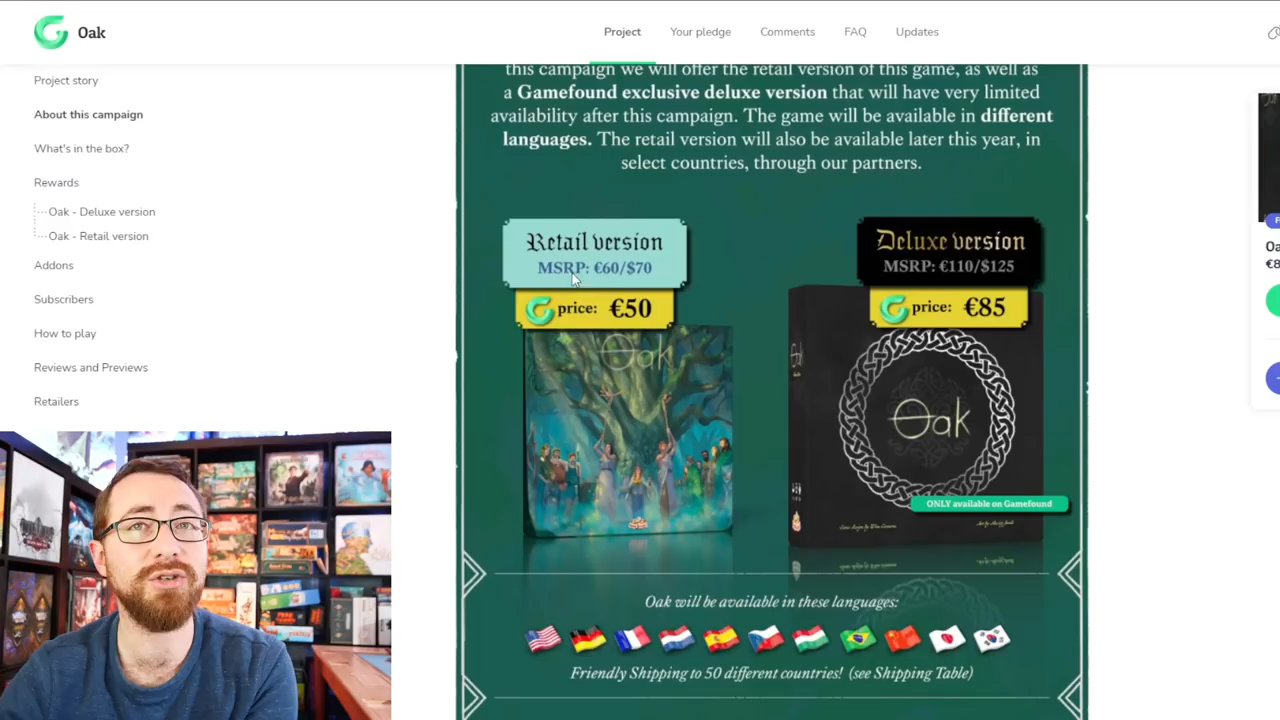 Oak
Project
Your pledge
Comments
FAQ
Updates
Project story
About this campaign
What's in the box?
Rewards
Oak - Deluxe version
Oak - Retail version
Addons
Subscribers
How to play
Reviews and Previews
Retailers
this campaign we will offer the retail version of this game, as well as
a Gamefound exclusive deluxe version that will have very limited
availability after this campaign. The game will be available in different
languages. The retail version will also be available later this year, in
select countries, through our partners.
Retail version
MSRP: €60/$70
price: €50
Oak
Deluxe version
MSRP: €110/$125
price: €85
Oak
ONLY available on Gamefound
Oak will be available in these languages:
Friendly Shipping to 50 different countries! (see Shipping Table)
Oa
€8